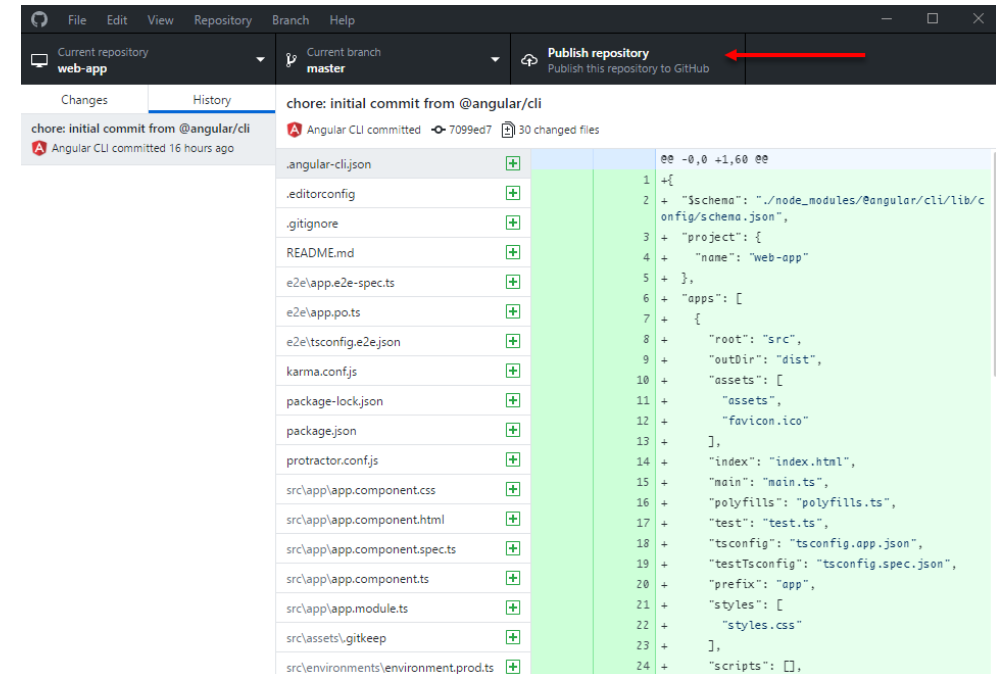 File Edit View Repository Branch Help
Current repository
web-app
Current branch
master
Publish repository
Publish this repository to GitHub
Changes History
chore: initial commit from @angular/cli
Angular CLI committed 16 hours ago
chore: initial commit from @angular/cli
Angular CLI committed 7099ed7 30 changed files
.angular-cli.json
.editorconfig
.gitignore
README.md
e2e\app.e2e-spec.ts
e2e\app.po.ts
e2e\tsconfig.e2e.json
karma.conf.js
package-lock.json
package.json
protractor.conf.js
src\app\app.component.css
src\app\app.component.html
src\app\app.component.spec.ts
src\app\app.component.ts
src\app\app.module.ts
src\assets\.gitkeep
src\environments\environment.prod.ts
@@ -0,0 +1,60 @@
1 +{
2 + "$schema": "./node_modules/@angular/cli/lib/c
onfig/schema.json",
3 + "project": {
4 + "name": "web-app"
5 + },
6 + "apps": [
7 + {
8 + "root": "src",
9 + "outDir": "dist",
10 + "assets": [
11 + "assets",
12 + "favicon.ico"
13 + ],
14 + "index": "index.html",
15 + "main": "main.ts",
16 + "polyfills": "polyfills.ts",
17 + "test": "test.ts",
18 + "tsconfig": "tsconfig.app.json",
19 + "testTsconfig": "tsconfig.spec.json",
20 + "prefix": "app",
21 + "styles": [
22 + "styles.css"
23 + ],
24 + "scripts": [],